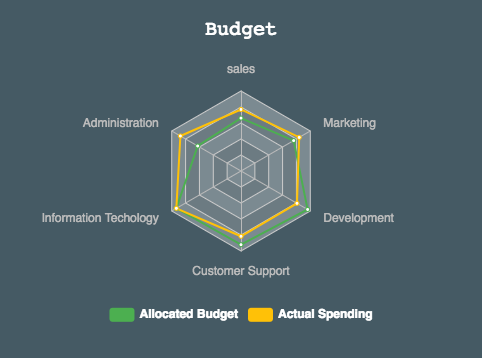 Budget
sales
Administration
Marketing
Information Techology
Development
Customer Support
Allocated Budget
Actual Spending